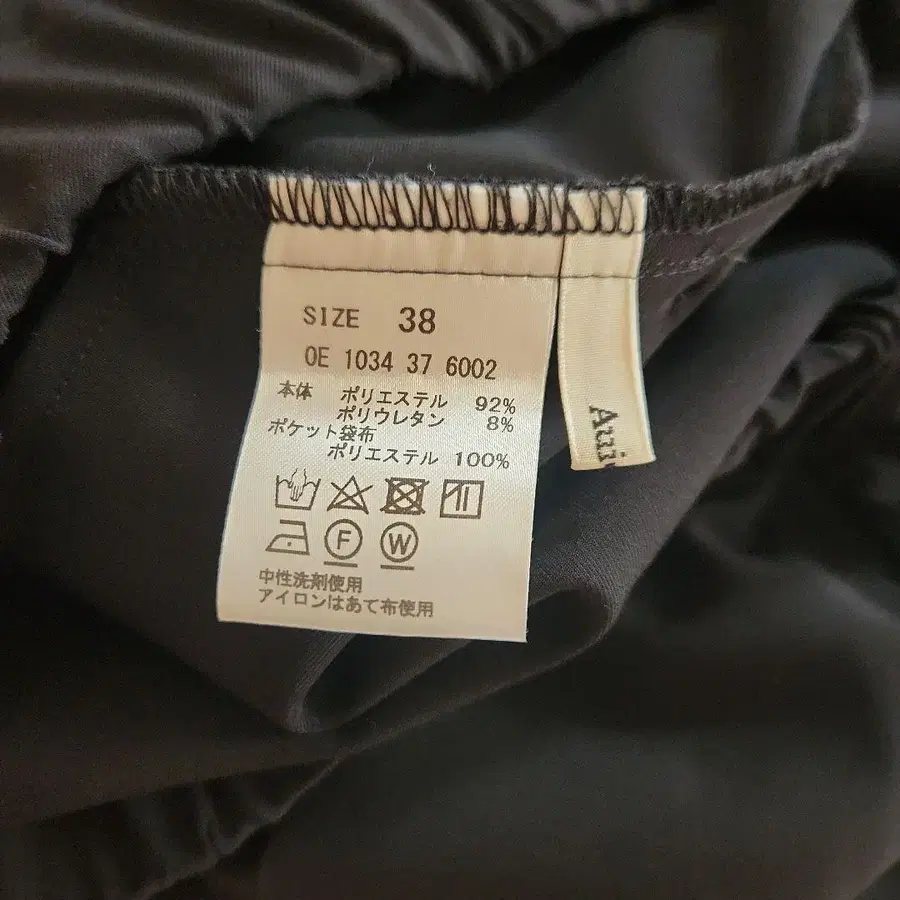 SIZE 38
OE 1034 37 6002
本体 ポリエステル 92%
ポリウレタン 8%
ポケット袋布
ポリエステル 100%
F W
中性洗剤使用
アイロンはあて布使用